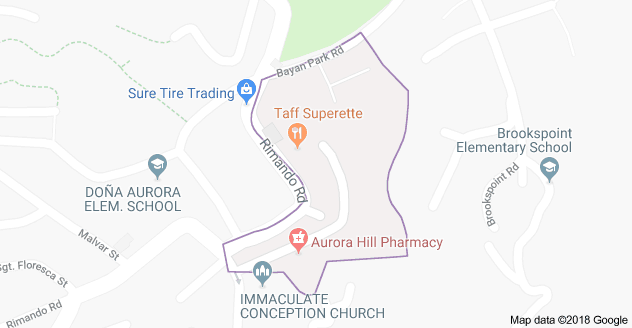 Bayan Park Rd
Sure Tire Trading
Taff Superette
Rimando Rd
Brookspoint
Elementary School
Brookspoint Rd
DOÑA AURORA
ELEM. SCHOOL
Malvar St
Aurora Hill Pharmacy
Sgt. Floresca St
IMMACULATE
CONCEPTION CHURCH
Rimando Rd
Map data ©2018 Google